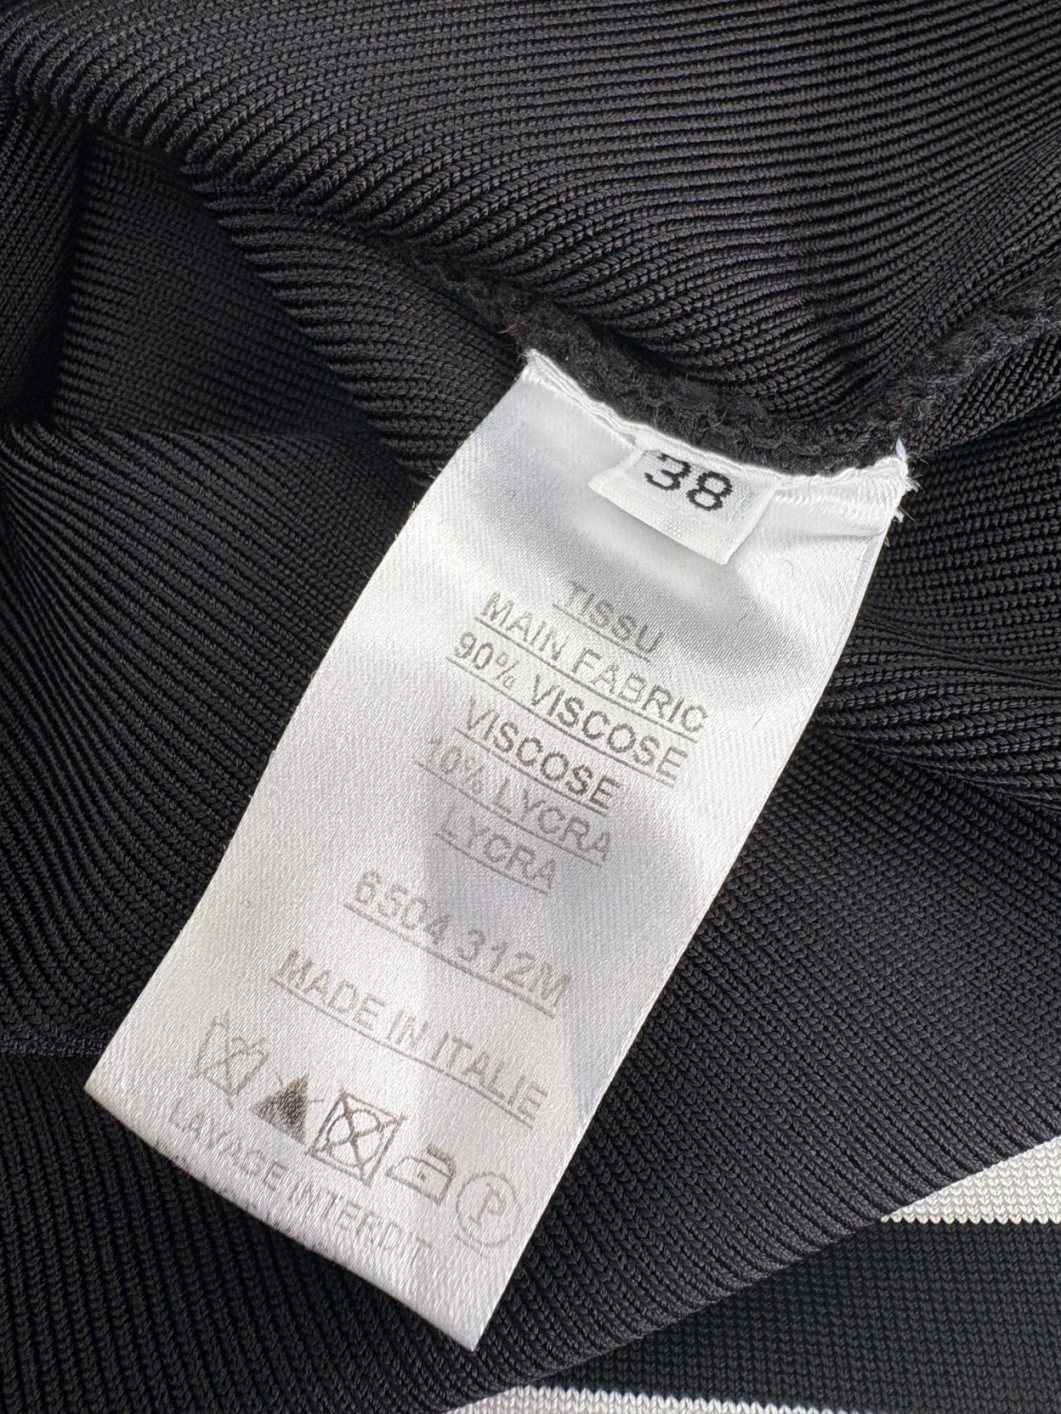 38
TISSU
MAIN FABRIC
90% VISCOSE
VISCOSE
10% LYCRA
LYCRA
6504 312M
MADE IN ITALIE
P
LAVAGE INTERDIT